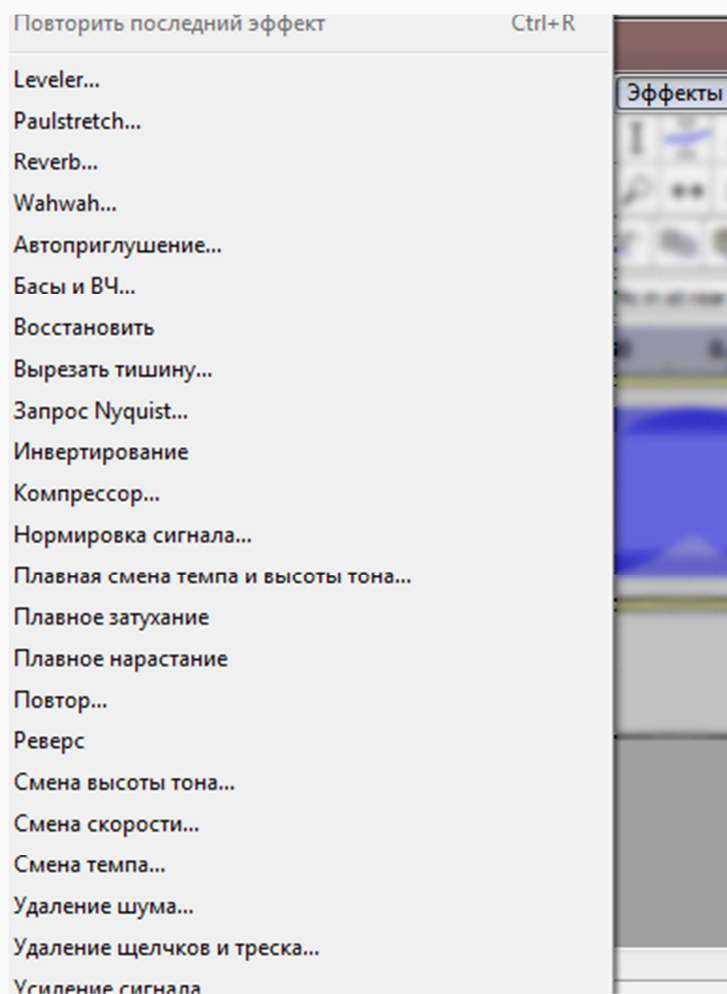 Повторить последний эффект Ctrl+R
Leveler...
Эффекты
Paulstretch...
Reverb...
Wahwah...
Автоприглушение...
Басы и ВЧ...
Восстановить
Вырезать тишину...
Запрос Nyquist...
Инвертирование
Компрессор...
Нормировка сигнала...
Плавная смена темпа и высоты тона...
Плавное затухание
Плавное нарастание
Повтор...
Реверс
Смена высоты тона...
Смена скорости...
Смена темпа...
Удаление шума...
Удаление щелчков и треска...
Усиление сигнала